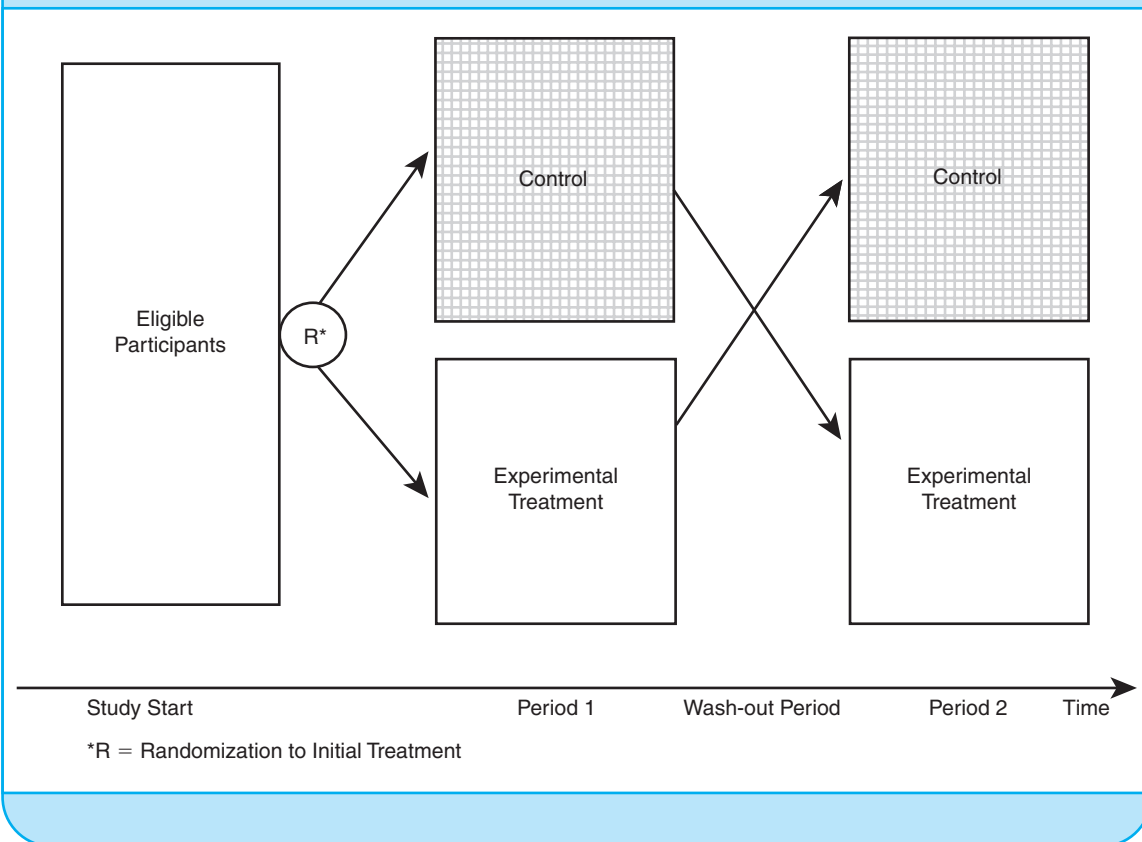 Eligible
Participants
R*
Control
Experimental
Treatment
Control
Experimental
Treatment
Study Start
Period 1
Wash-out Period
Period 2
Time
*R = Randomization to Initial Treatment